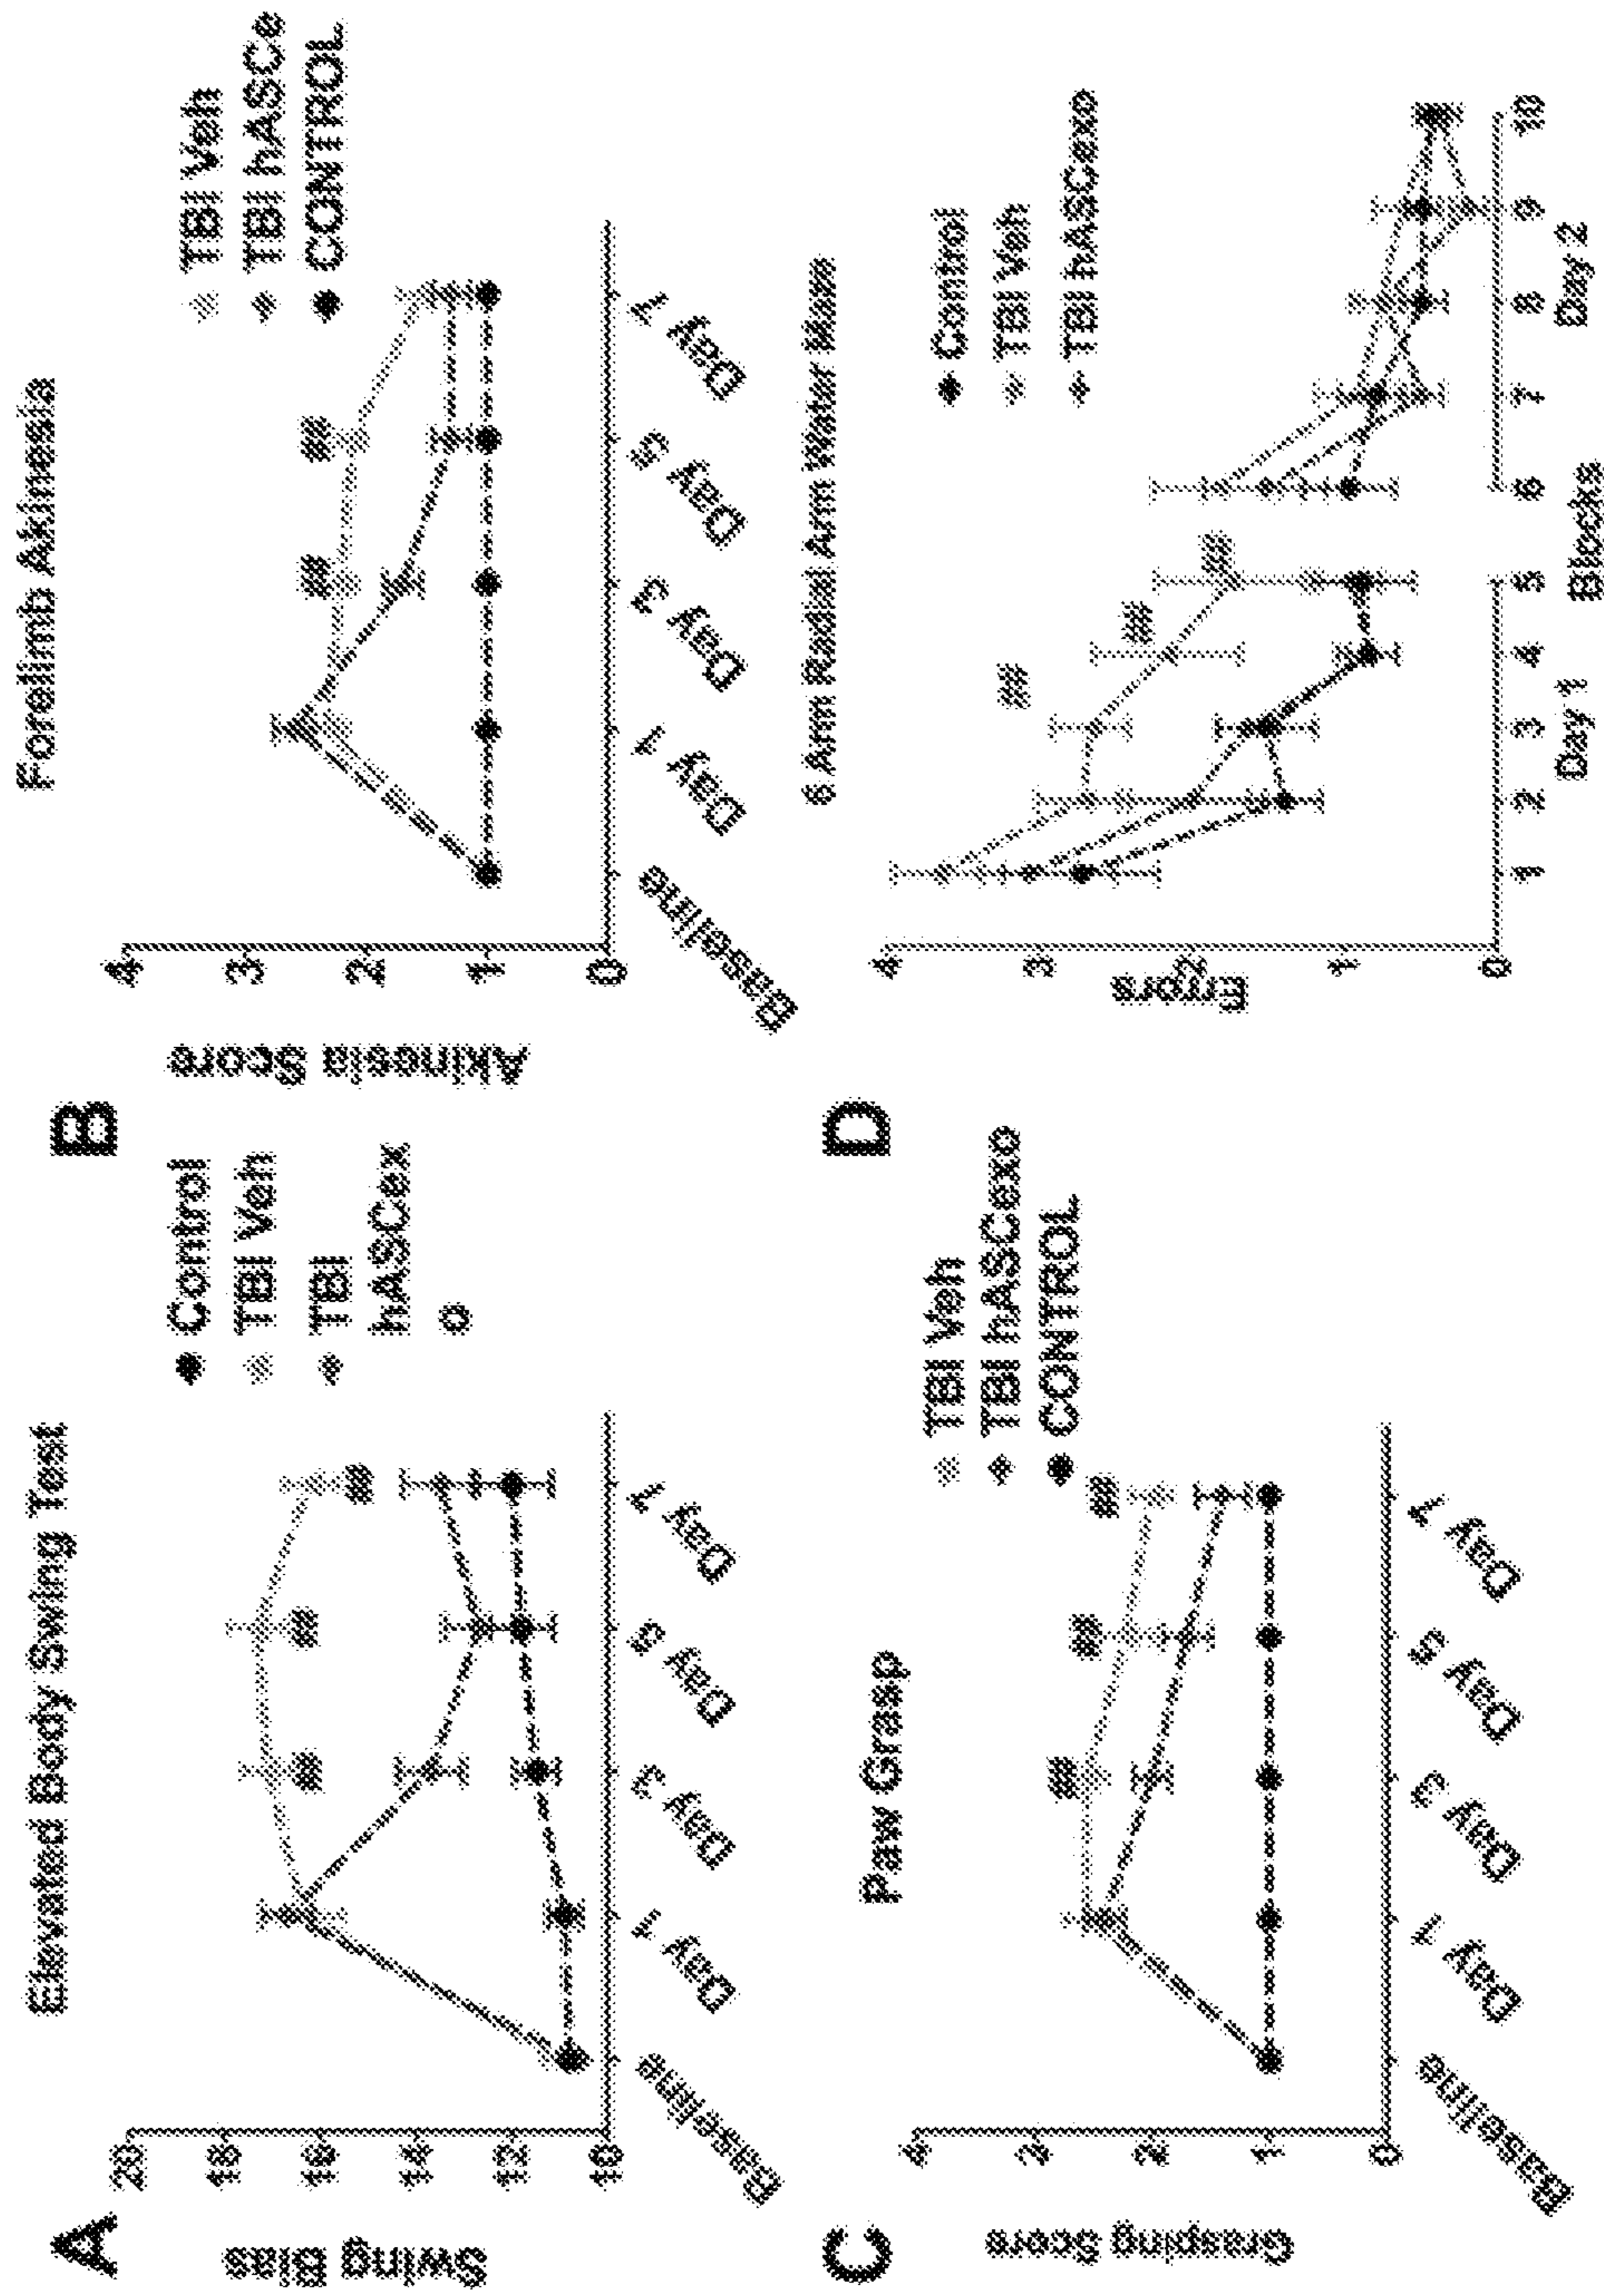 A
Elevated Body Swing Test
Swing Bias
20
18
16
14
12
10
##
##
##
Baseline
Day 1
Day 3
Day 5
Day 7
Control
TBI Veh
TBI
hASCex
o
B
Forelimb Akinesia
Akinesia Score
4
3
2
1
0
##
##
Baseline
Day 1
Day 3
Day 5
Day 7
TBI Veh
TBI hASCe
CONTROL
C
Paw Grasp
Grasping Score
4
3
2
1
0
##
##
##
Baseline
Day 1
Day 3
Day 5
Day 7
TBI Veh
TBI hASCexo
CONTROL
D
6 Arm Radial Arm Water Maze
Errors
4
3
2
1
0
##
##
##
1 2 3 4 5 6 7 8 9 10
Day 1 Blocks Day 2
Control
TBI Veh
TBI hASCexo